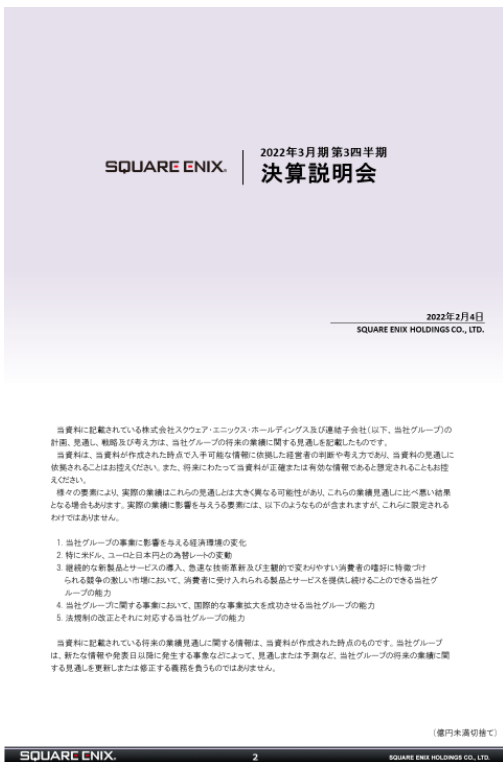 SQUARE ENIX.
2022年3月期 第3四半期
決算説明会
2022年2月4日
SQUARE ENIX HOLDINGS CO., LTD.
当資料に記載されている株式会社スクウェア・エニックス・ホールディングス及び連結子会社(以下、当社グループ)の
計画、見通し、戦略及び考え方は、当社グループの将来の業績に関する見通しを記載したものです。
当資料は、当資料が作成された時点で入手可能な情報に依拠した経営者の判断や考え方であり、当資料の見通しに
依拠されることはお控えください。また、将来にわたって当資料が正確または有効な情報であると想定されることもお控
えください。
様々の要素により、実際の業績はこれらの見通しとは大きく異なる可能性があり、これらの業績見通しに比べ悪い結果
となる場合もあります。実際の業績に影響を与えうる要素には、以下のようなものが含まれますが、これらに限定される
わけではありません。
1. 当社グループの事業に影響を与える経済環境の変化
2. 特に米ドル、ユーロと日本円との為替レートの変動
3. 継続的な新製品とサービスの導入、急速な技術革新及び主観的で変わりやすい消費者の嗜好に特徴づけ
られる競争の激しい市場において、消費者に受け入れられる製品とサービスを提供し続けることのできる当社グ
ループの能力
4. 当社グループに関する事業において、国際的な事業拡大を成功させる当社グループの能力
5. 法規制の改正とそれに対応する当社グループの能力
当資料に記載されている将来の業績見通しに関する情報は、当資料が作成された時点のものです。当社グループ
は、新たな情報や発表日以降に発生する事象などによって、見通しまたは予測など、当社グループの将来の業績に関
する見通しを更新しまたは修正する義務を負うものではありません。
(億円未満切捨て)
SQUARE ENIX.
2
SQUARE ENIX HOLDINGS CO., LTD.